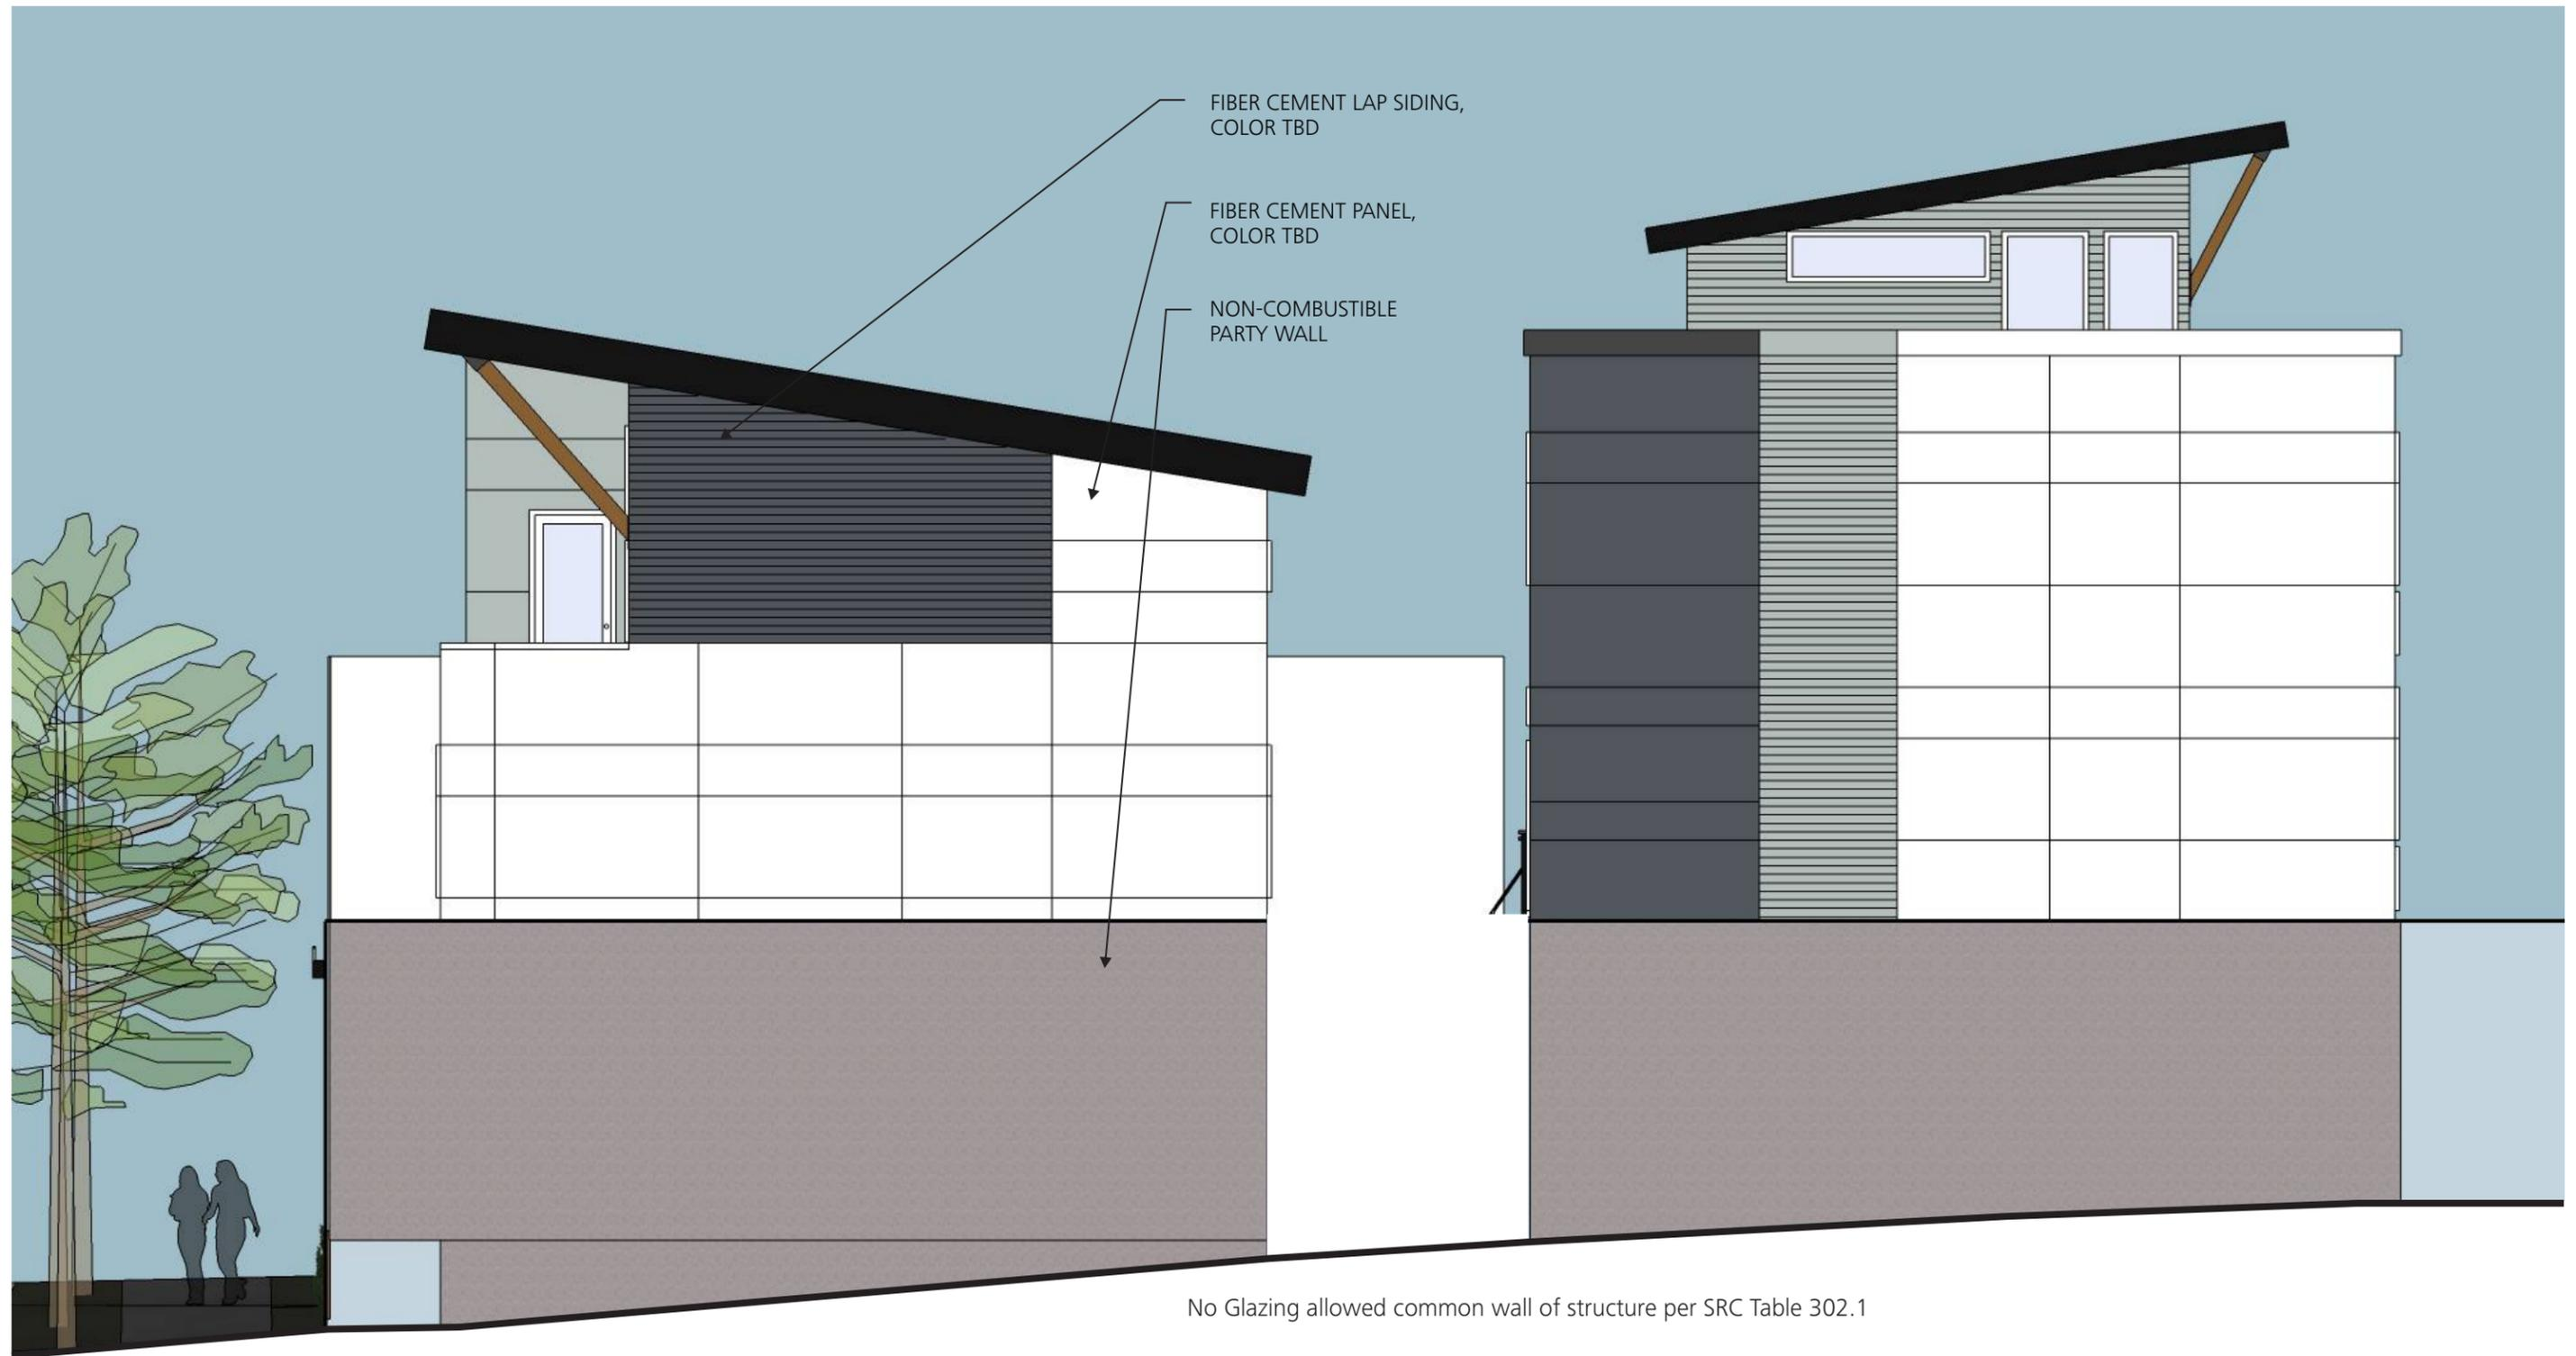 FIBER CEMENT LAP SIDING,
COLOR TBD
FIBER CEMENT PANEL,
COLOR TBD
NON-COMBUSTIBLE
PARTY WALL
No Glazing allowed common wall of structure per SRC Table 302.1